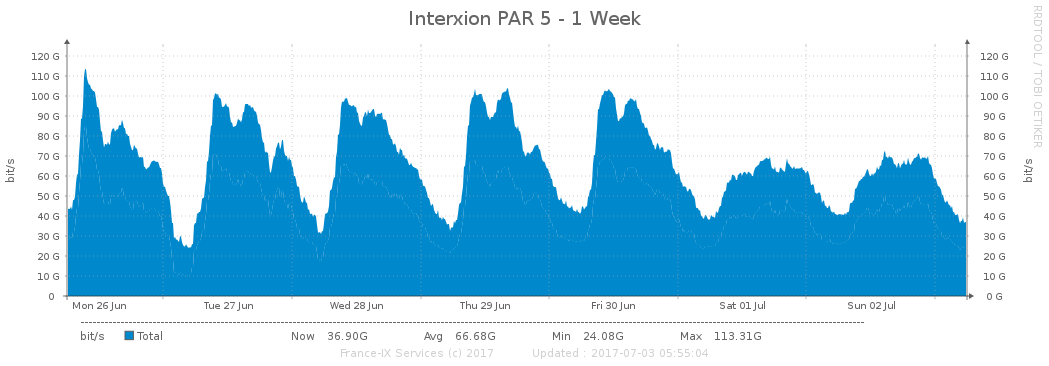 Interxion PAR 5 - 1 Week
RRDTOOL / TOBI OETIKER
bit/s
120 G
110 G
100 G
90 G
80 G
70 G
60 G
50 G
40 G
30 G
20 G
10 G
0
120 G
110 G
100 G
90 G
80 G
70 G
60 G
50 G
40 G
30 G
20 G
10 G
0 G
bit/s
Mon 26 Jun Tue 27 Jun Wed 28 Jun Thu 29 Jun Fri 30 Jun Sat 01 Jul Sun 02 Jul
bit/s Total Now 36.90G Avg 66.68G Min 24.08G Max 113.31G
France-IX Services (c) 2017 Updated : 2017-07-03 05:55:04